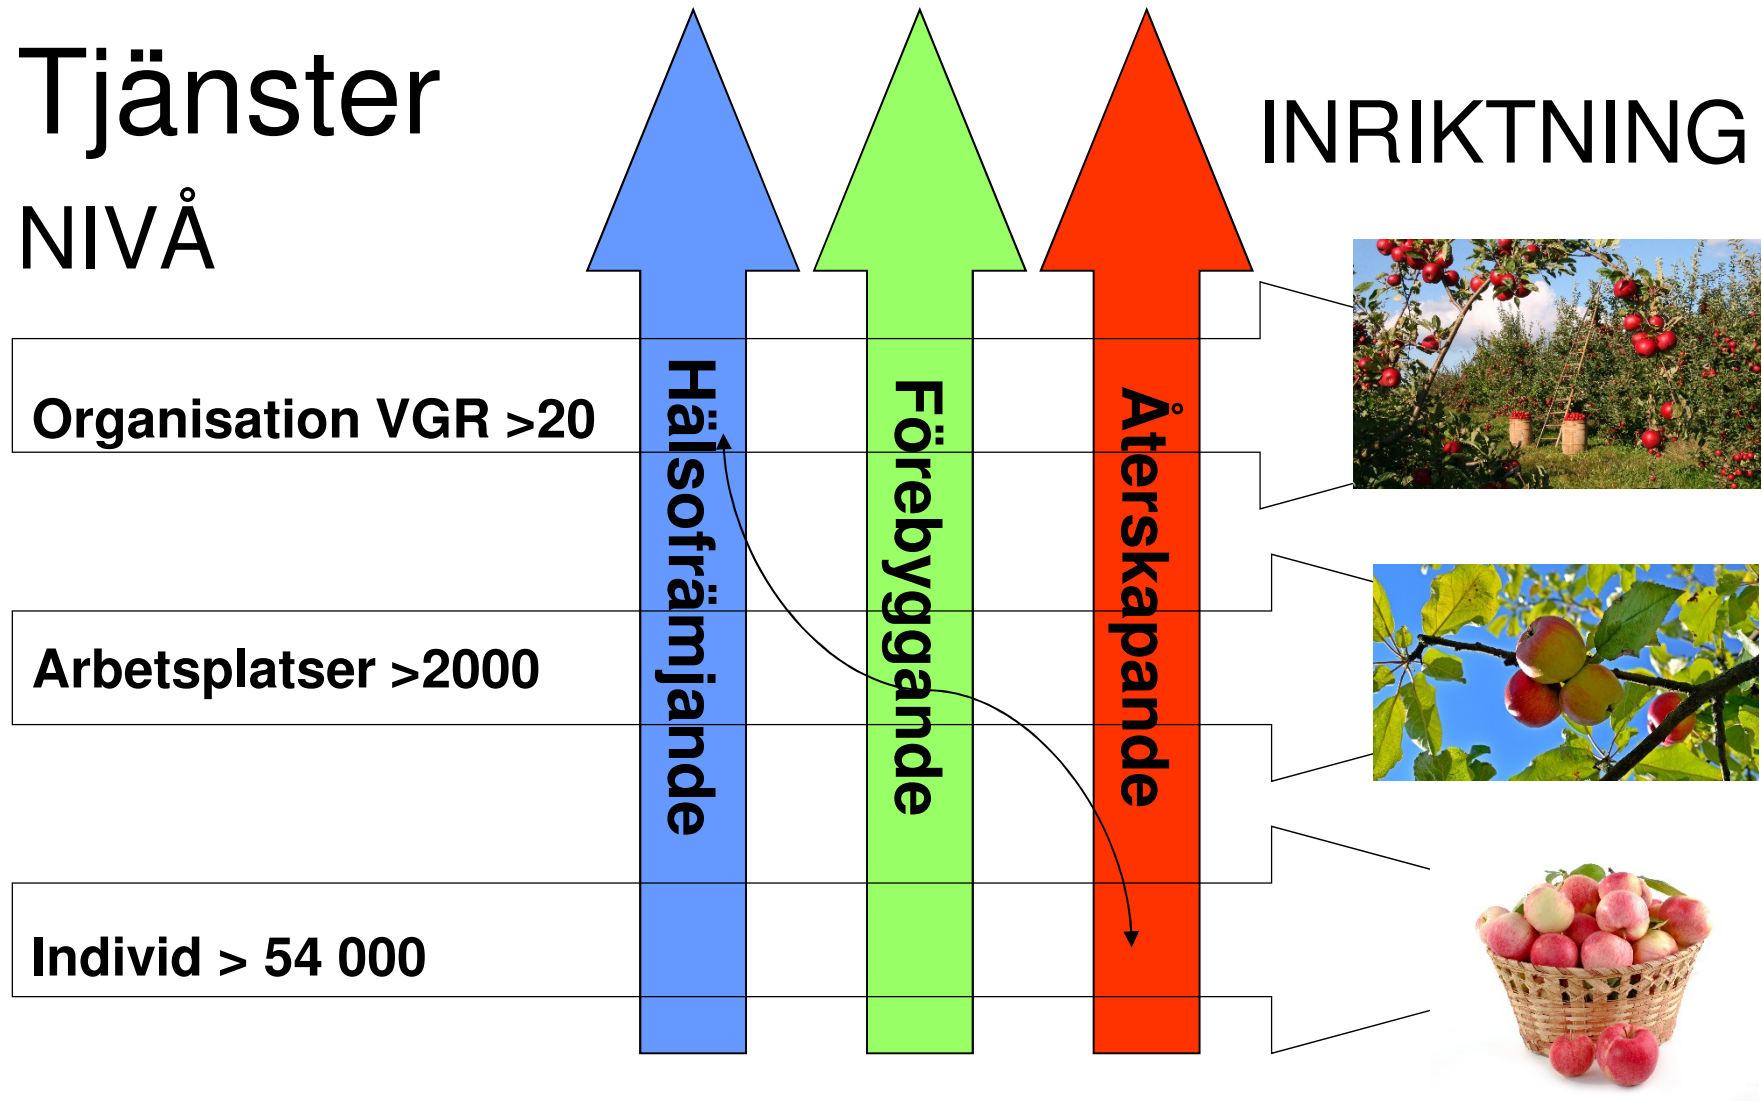 Tjänster
INRIKTNING
NIVÅ
Organisation VGR >20
Arbetsplatser >2000
Individ > 54 000
Hälsofrämjande
Förebyggande
Återskapande